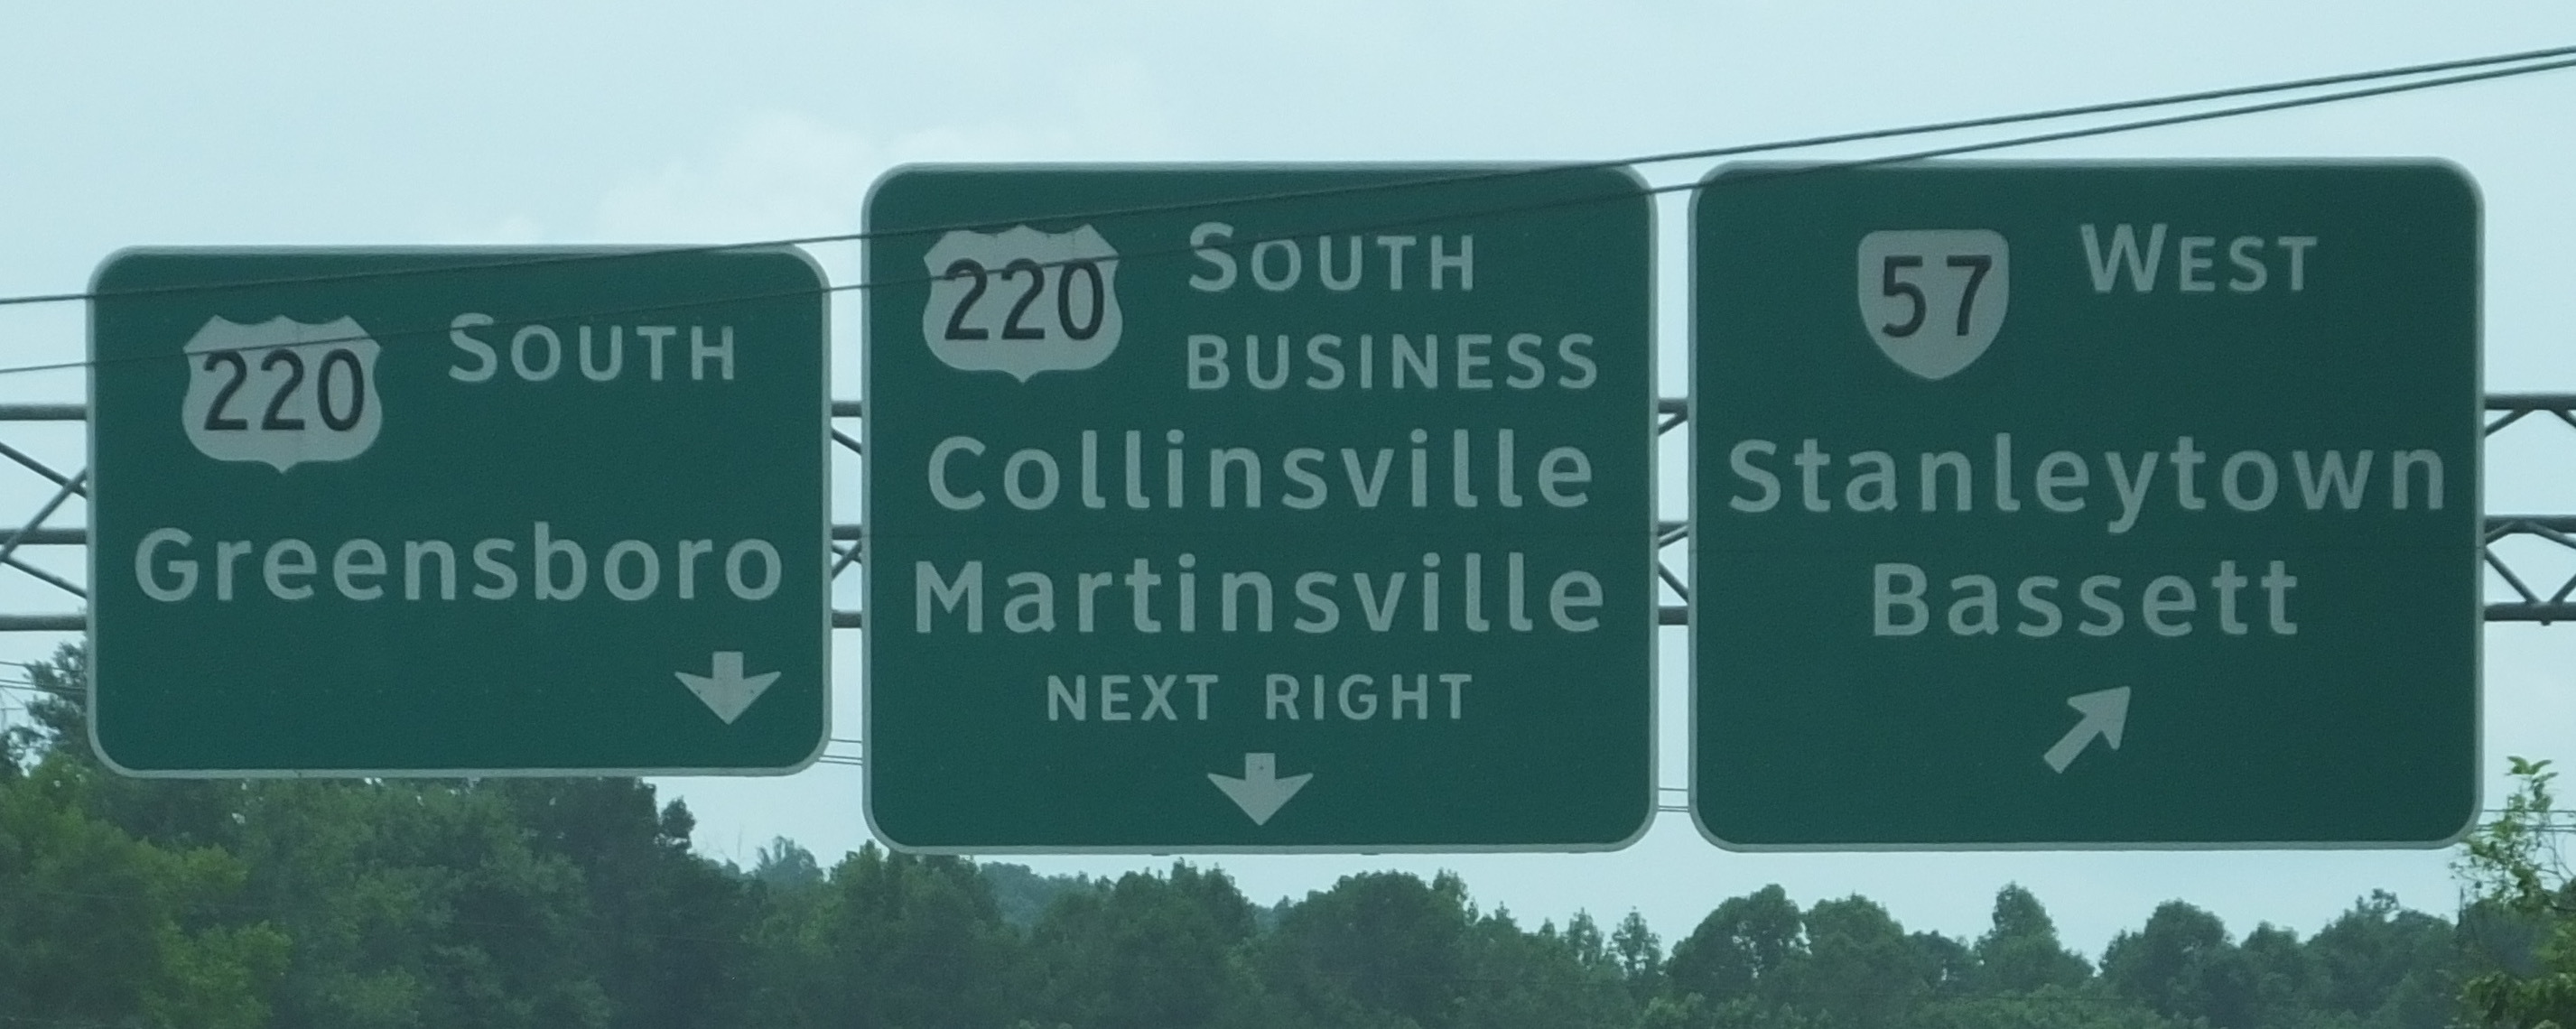 220 SOUTH
Greensboro
220 SOUTH
BUSINESS
Collinsville
Martinsville
NEXT RIGHT
57 WEST
Stanleytown
Bassett